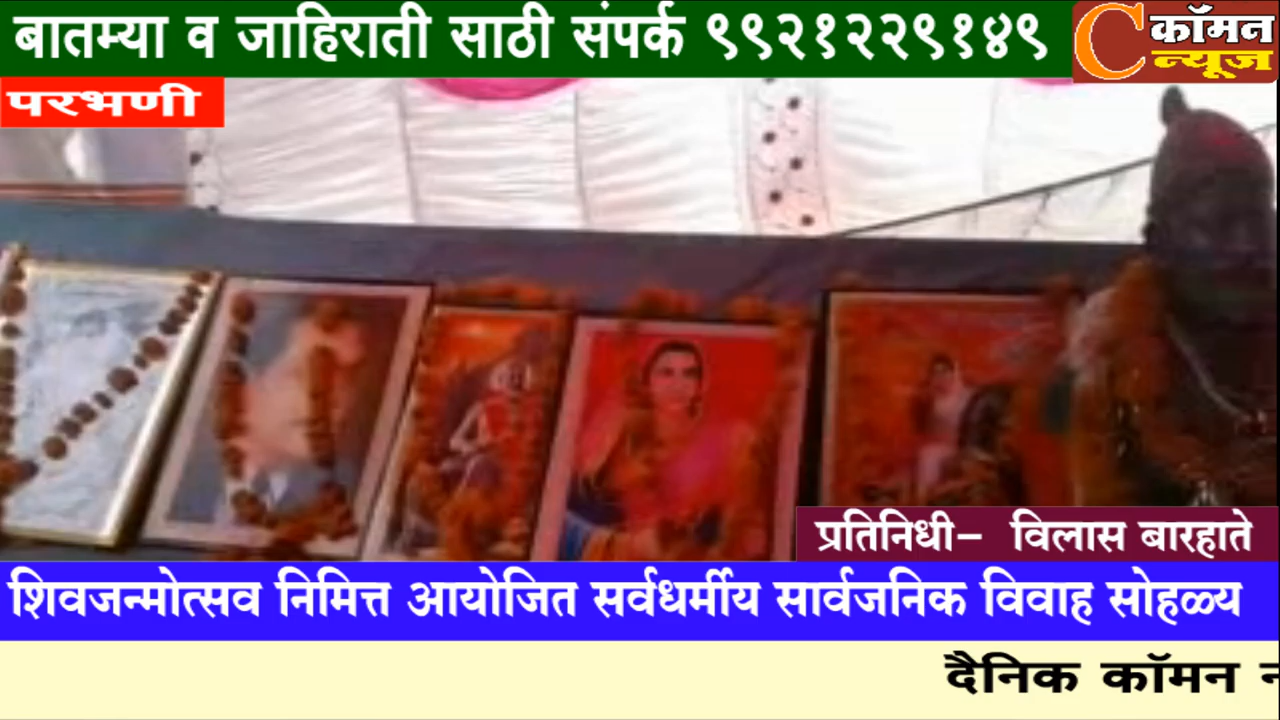 बातम्या व जाहिराती साठी संपर्क ९९२१२२९१४९
कॉमन
न्यूज
परभणी
प्रतिनिधी– विलास बारहाते
शिवजन्मोत्सव निमित्त आयोजित सर्वधर्मीय सार्वजनिक विवाह सोहळ्य
दैनिक कॉमन न